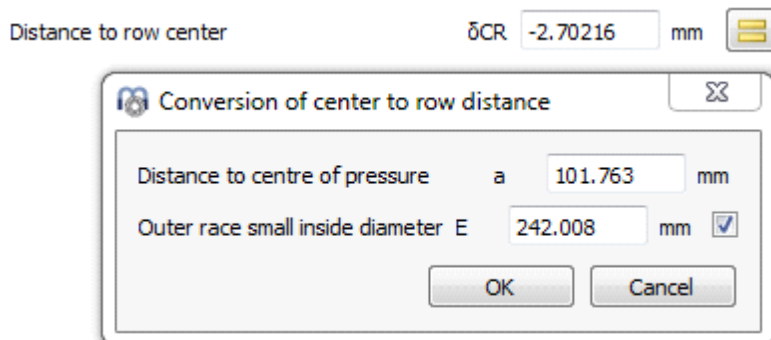 Distance to row center δCR -2.70216 mm
Conversion of center to row distance
Distance to centre of pressure a 101.763 mm
Outer race small inside diameter E 242.008 mm
OK Cancel